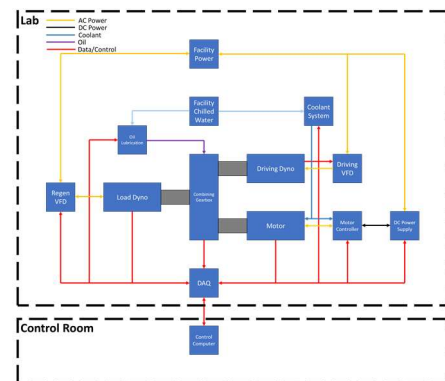 Lab
AC Power
DC Power
Coolant
Oil
Data/Control
Facility
Power
Facility
Chilled
Water
Coolant
System
Oil
Lubrication
Driving Dyno
Driving
VFD
Regen
VFD
Load Dyno
Combining
Gearbox
Motor
Motor
Controller
DC Power
Supply
DAQ
Control Room
Control
Computer